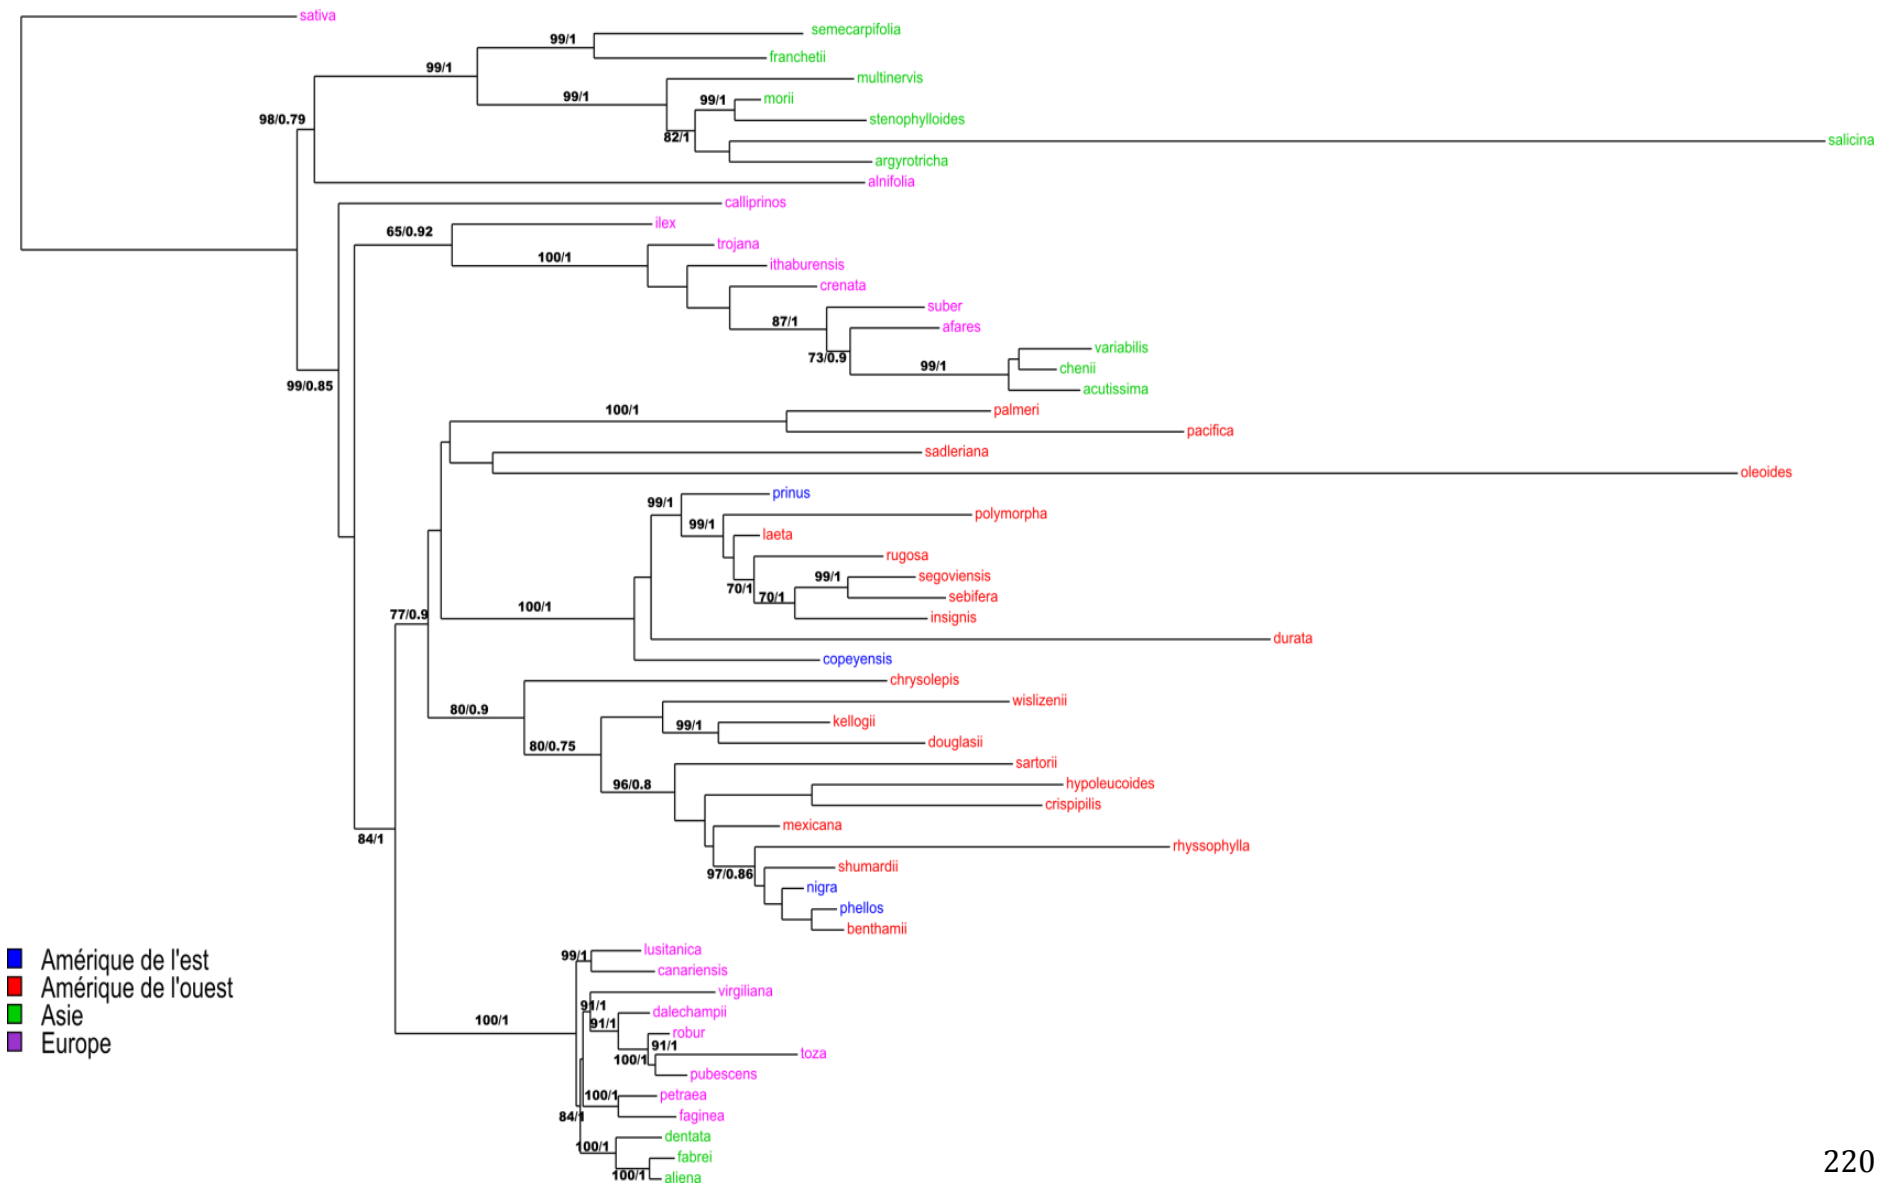 sativa
semecarpifolia
99/1
franchetii
99/1
multinervis
99/1
morii
99/1
stenophylloides
98/0.79
82/1
salicina
argyrotricha
alnifolia
calliprinos
ilex
65/0.92
trojana
100/1
ithaburensis
crenata
suber
87/1
afares
73/0.9
variabilis
99/1
chenii
99/0.85
acutissima
100/1
palmeri
pacifica
sadleriana
oleoides
prinus
99/1
polymorpha
99/1
laeta
rugosa
segoviensis
99/1
70/1
70/1
sebifera
100/1
77/0.9
insignis
durata
copeyensis
chrysolepis
wislizenii
80/0.9
kellogii
99/1
douglasii
80/0.75
sartorii
hypoleucoides
96/0.8
crispipilis
mexicana
84/1
rhyssophylla
shumardii
97/0.86
nigra
phellos
benthamii
lusitanica
99/1
canariensis
virgiliana
91/1
dalechampii
100/1
91/1
robur
91/1
toza
100/1
pubescens
petraea
100/1
faginea
84/1
dentata
100/1
fabrei
100/1
aliena
Amérique de l'est
Amérique de l'ouest
Asie
Europe
220